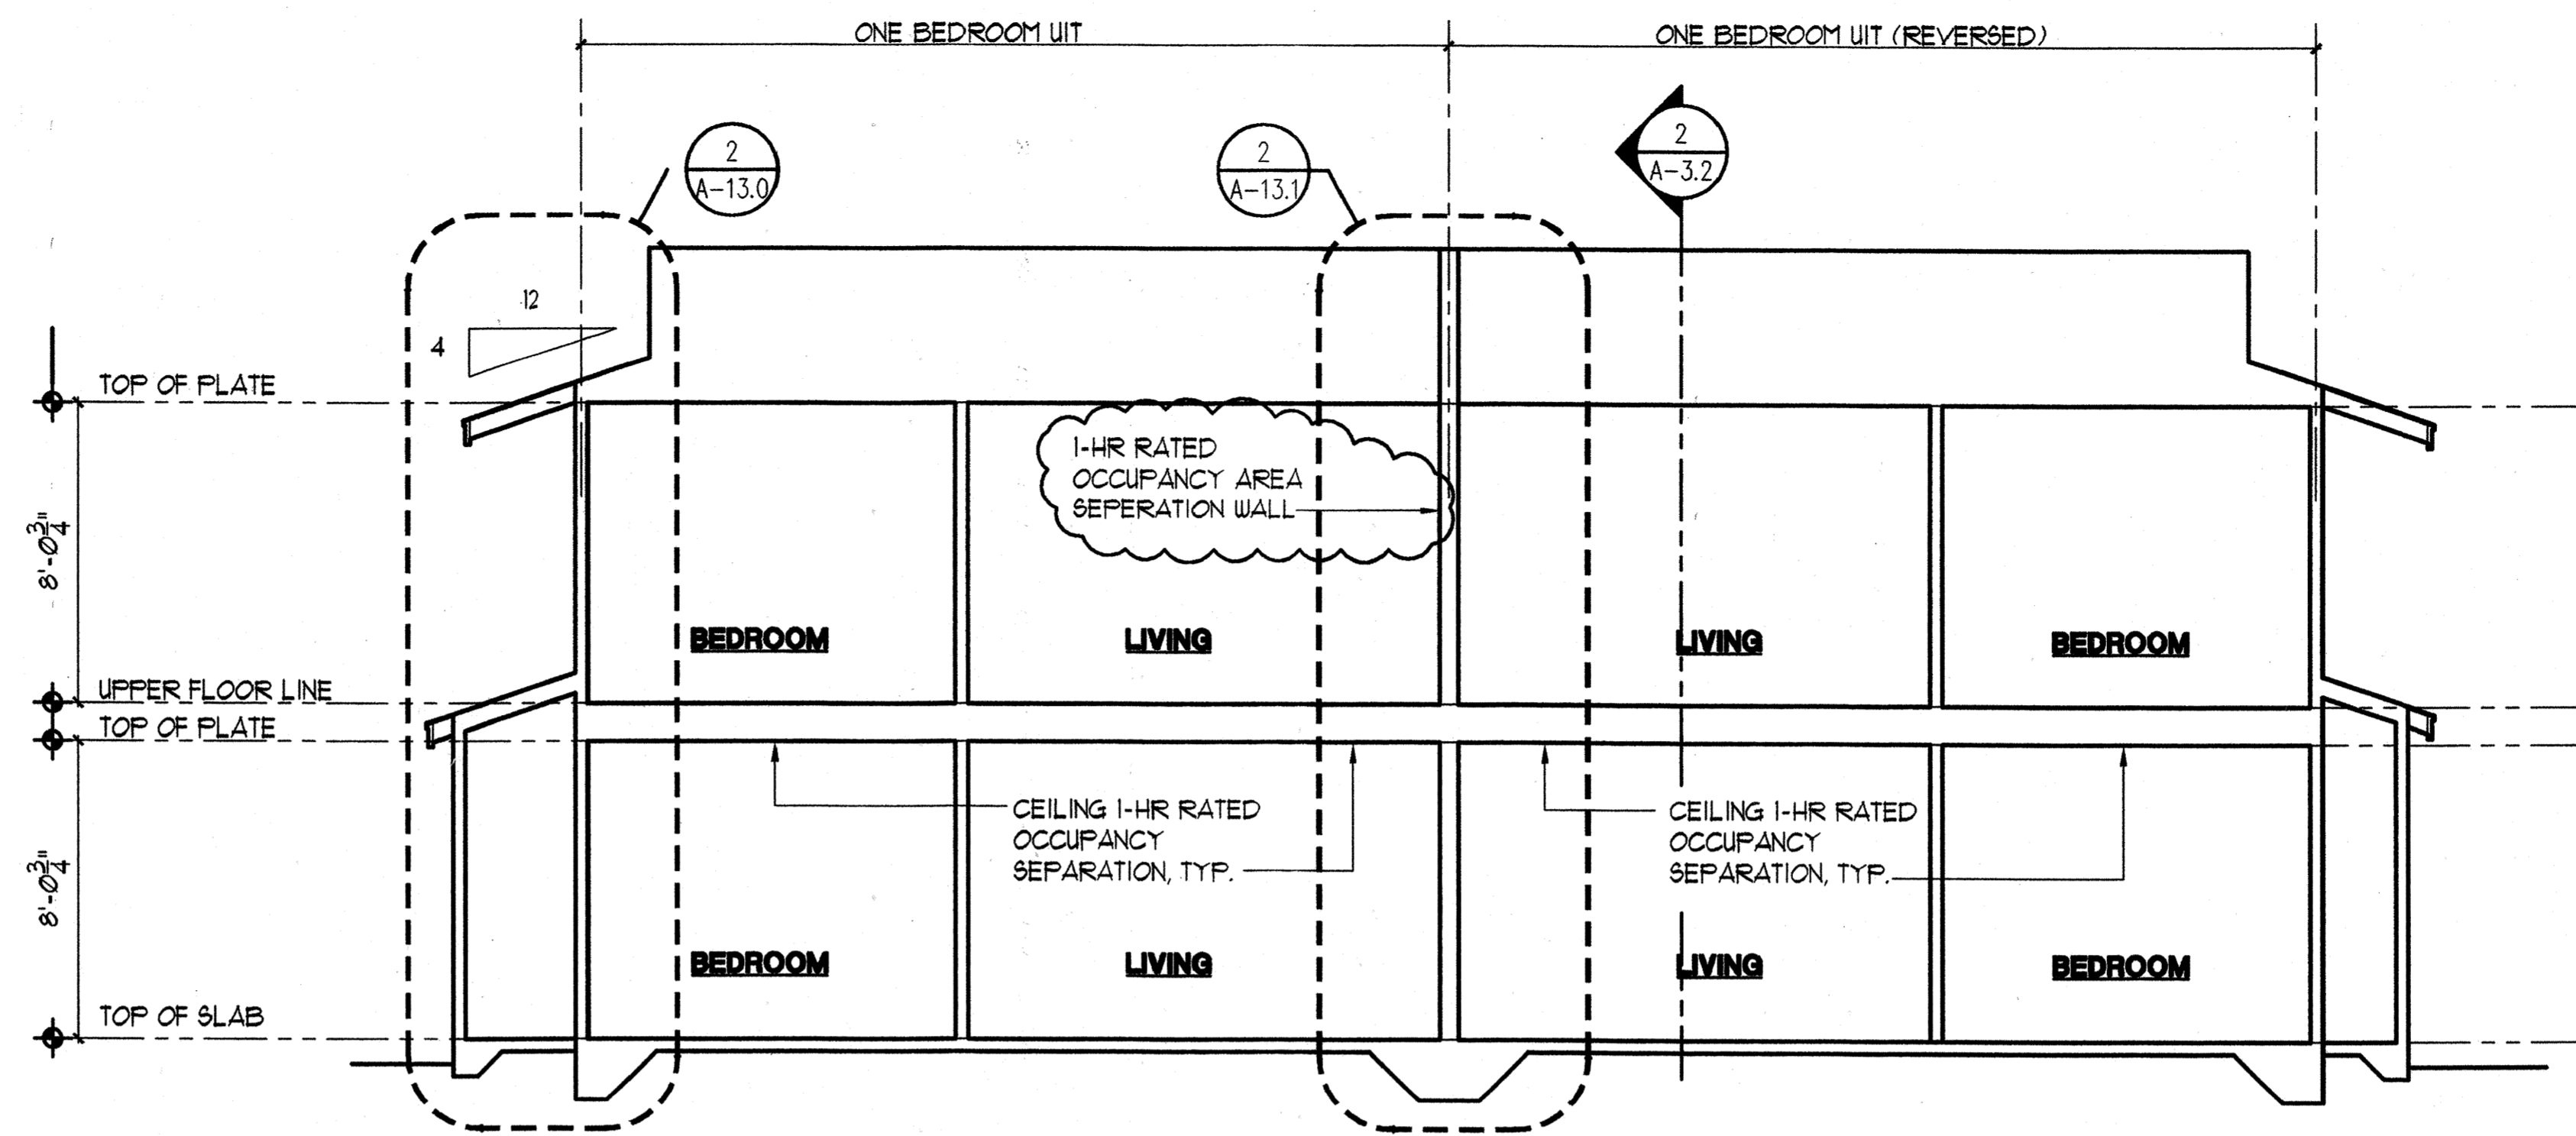 ONE BEDROOM UIT
ONE BEDROOM UIT (REVERSED)
2
A-13.0
2
A-13.1
2
A-3.2
12
4
TOP OF PLATE
1-HR RATED
OCCUPANCY AREA
SEPERATION WALL
8'-0 3/4"
BEDROOM
LIVING
LIVING
BEDROOM
UPPER FLOOR LINE
TOP OF PLATE
CEILING 1-HR RATED
OCCUPANCY
SEPARATION, TYP.
CEILING 1-HR RATED
OCCUPANCY
SEPARATION, TYP.
8'-0 3/4"
BEDROOM
LIVING
LIVING
BEDROOM
TOP OF SLAB